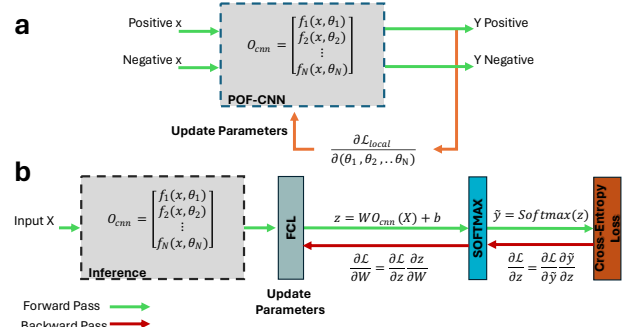 a
Positive x
Negative x
O_cnn = [f_1(x, θ_1) f_2(x, θ_2) ⋮ f_N(x, θ_N)]
POF-CNN
Y Positive
Y Negative
Update Parameters
∂ℒ_local / ∂(θ_1, θ_2, .. θ_N)
b
Input X
O_cnn = [f_1(x, θ_1) f_2(x, θ_2) ⋮ f_N(x, θ_N)]
Inference
FCL
Update
Parameters
z = WO_cnn(X) + b
∂ℒ/∂W = ∂ℒ/∂z ∂z/∂W
SOFTMAX
ỹ = Softmax(z)
∂ℒ/∂z = ∂ℒ/∂ỹ ∂ỹ/∂z
Cross-Entropy
Loss
Forward Pass
Backward Pass